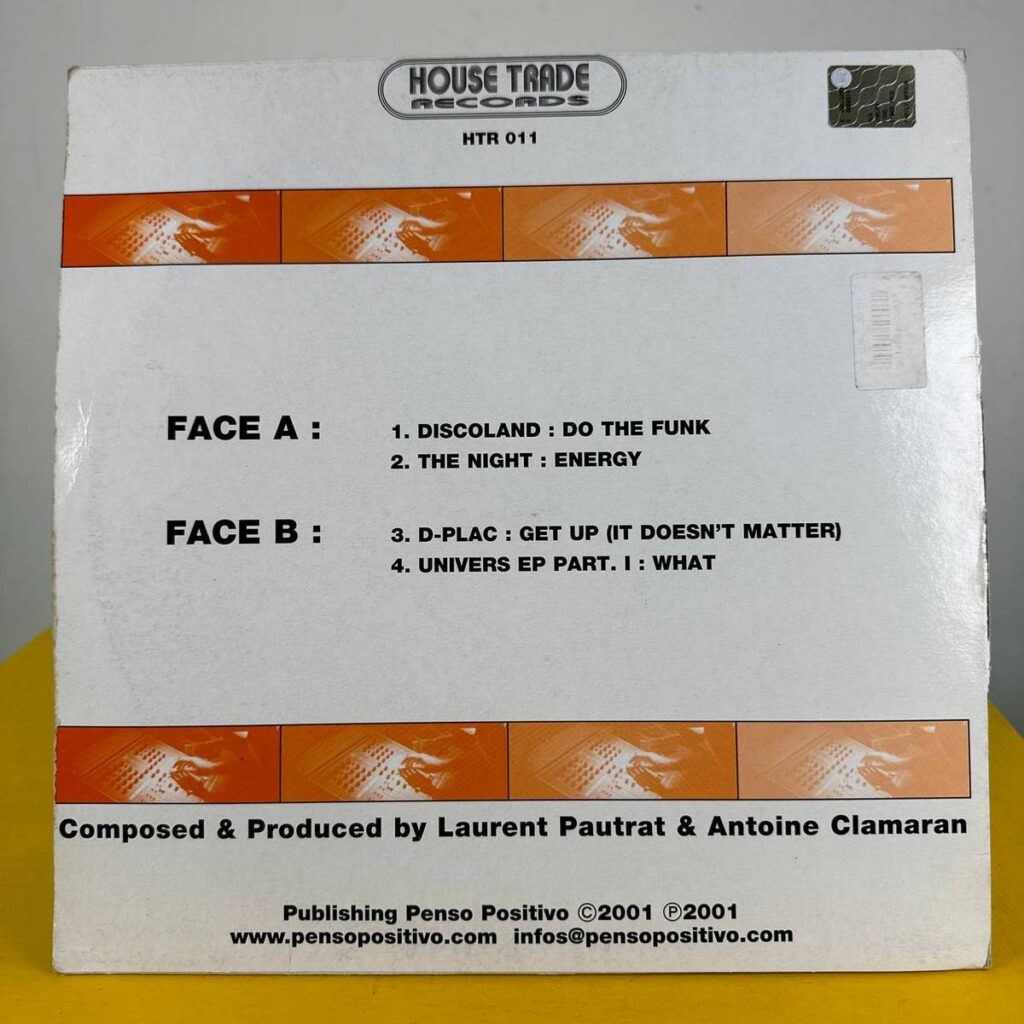 HOUSE TRADE
RECORDS
HTR 011
FACE A :
1. DISCOLAND : DO THE FUNK
2. THE NIGHT : ENERGY
FACE B :
3. D-PLAC : GET UP (IT DOESN'T MATTER)
4. UNIVERS EP PART. I : WHAT
Composed & Produced by Laurent Pautrat & Antoine Clamaran
Publishing Penso Positivo ©2001 ℗2001
www.pensopositivo.com infos@pensopositivo.com